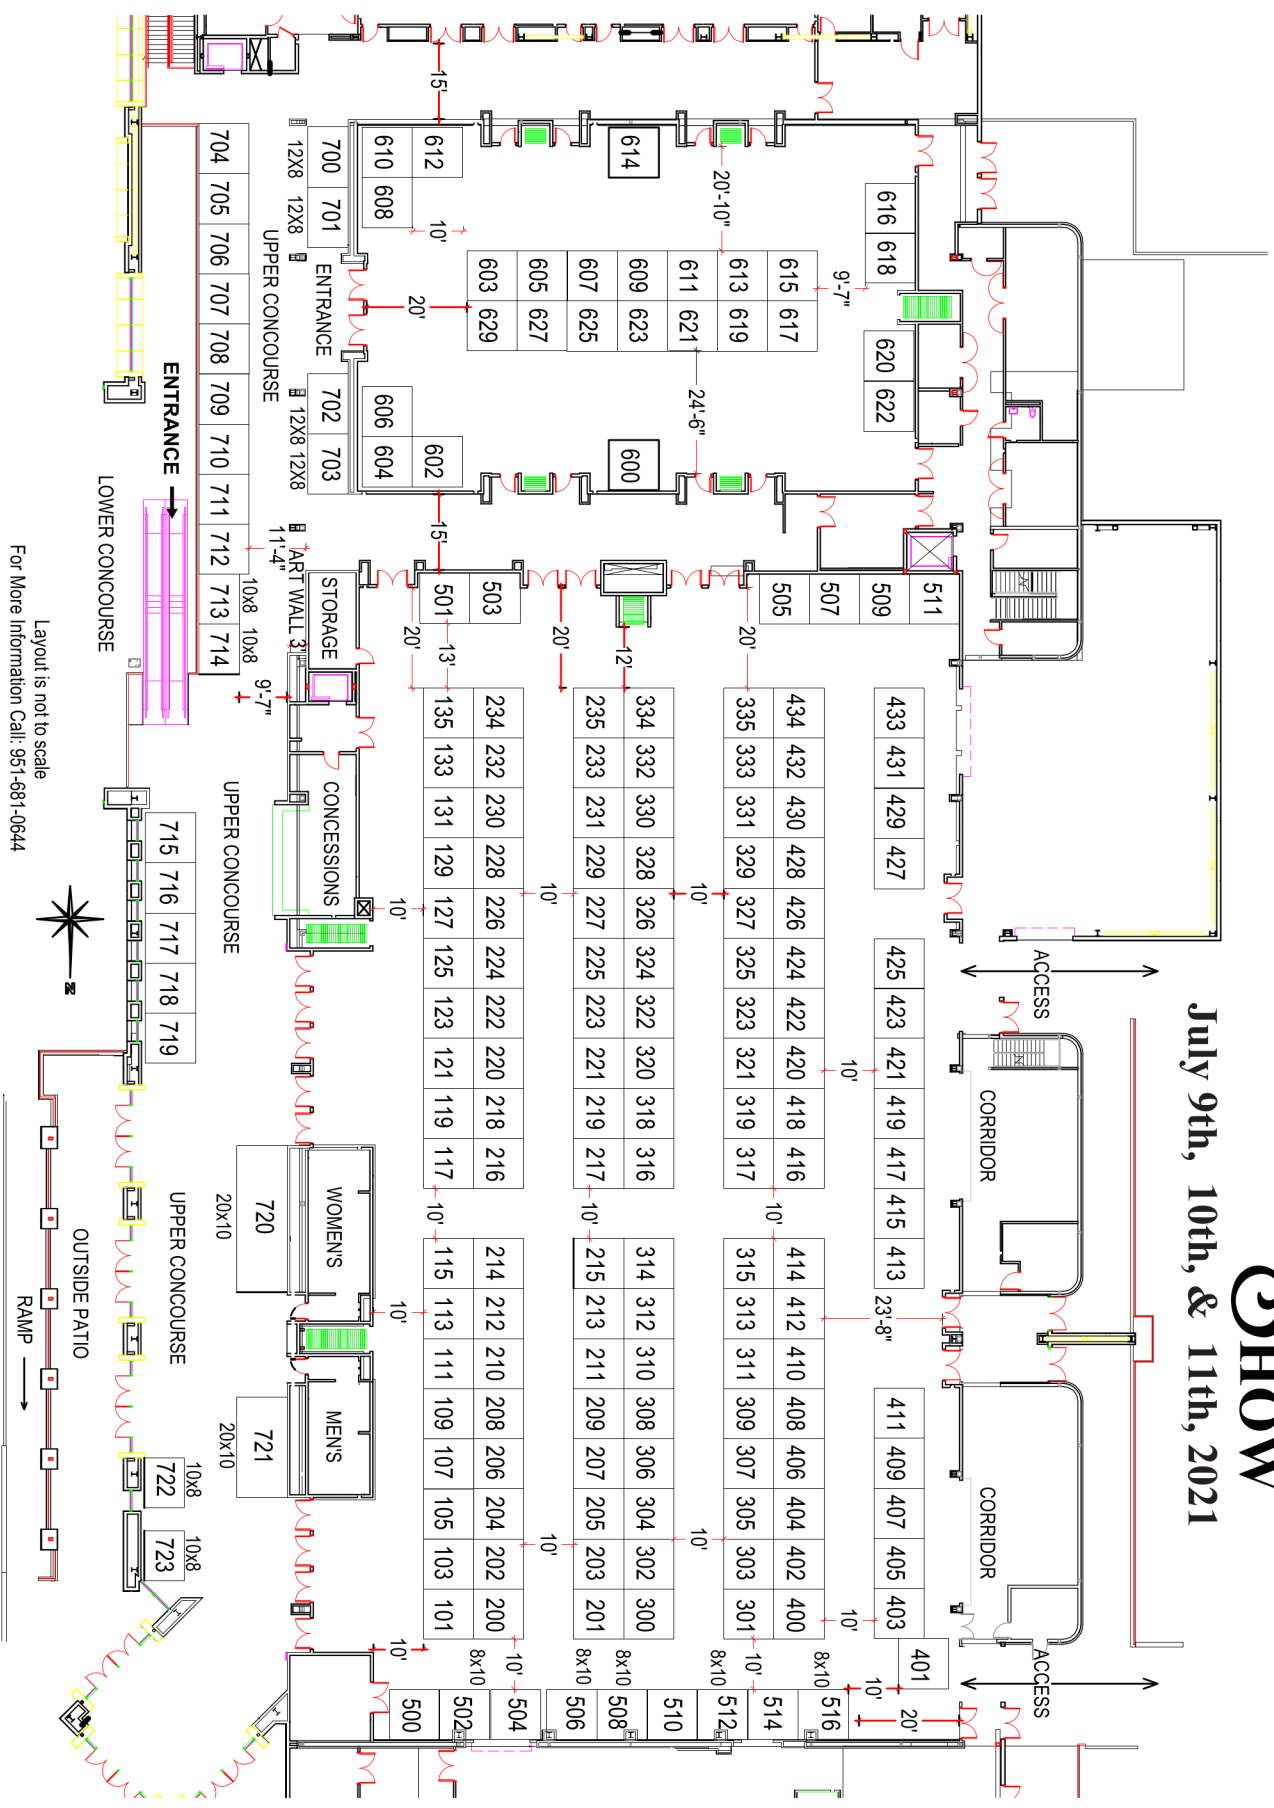 SHOW
July 9th, 10th, & 11th, 2021
ACCESS ACCESS
CORRIDOR CORRIDOR
511 401
616 618 620 622 509 433 431 429 427 425 423 421 419 417 415 413 23'-8" 411 409 407 405 403 10' 20'
9'-7" 507 10' 10' 8x10 516
615 617 505 434 432 430 428 426 424 422 420 418 416 10' 414 412 410 408 406 404 402 400 514
20'-10" 613 619 20' 335 333 331 329 327 325 323 321 319 317 315 313 311 309 307 305 303 301 10' 8x10 512
611 621 24'-6" 10' 10' 510
614 609 623 600 12' 334 332 330 328 326 324 322 320 318 316 314 312 310 308 306 304 302 300 8x10 508
607 625 20' 235 233 231 229 227 225 223 221 219 217 10' 215 213 211 209 207 205 203 201 8x10 506
605 627 10' 10' 10' 504
603 629 503 234 232 230 228 226 224 222 220 218 216 214 212 210 208 206 204 202 200 8x10 502
15' 612 10' 602 15' 501 13' 135 133 131 129 127 125 123 121 119 117 10' 115 113 111 109 107 105 103 101
610 608 20' 606 604 20' 10' 10' 10' 500
700 701 ENTRANCE 702 703 STORAGE CONCESSIONS WOMEN'S MEN'S
12X8 12X8 12X8 12X8 ART WALL 3'
UPPER CONCOURSE 11'-4" 9'-7" 720 721
10x8 10x8 UPPER CONCOURSE 20x10 20x10
704 705 706 707 708 709 710 711 712 713 714
10x8 10x8
ENTRANCE 715 716 717 718 719 UPPER CONCOURSE 722 723
LOWER CONCOURSE OUTSIDE PATIO
N
RAMP
Layout is not to scale
For More Information Call: 951-681-0644